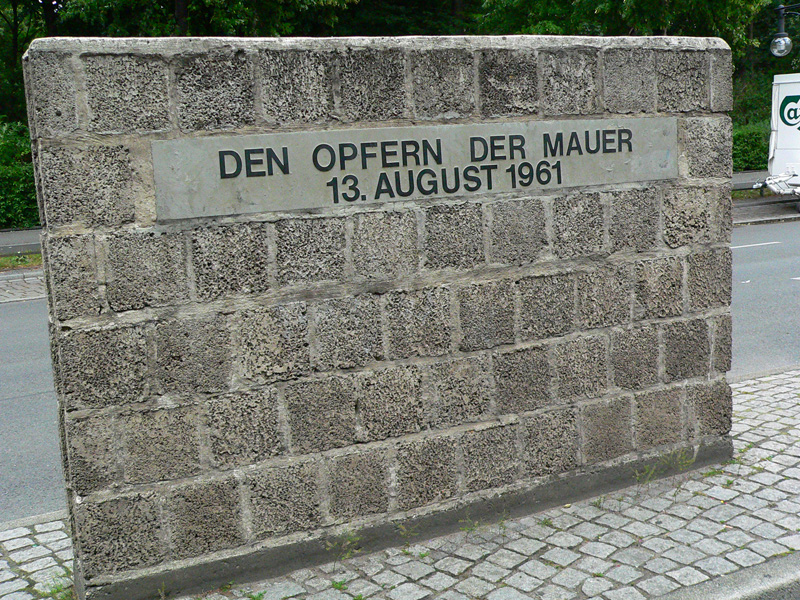 DEN OPFERN DER MAUER
13. AUGUST 1961